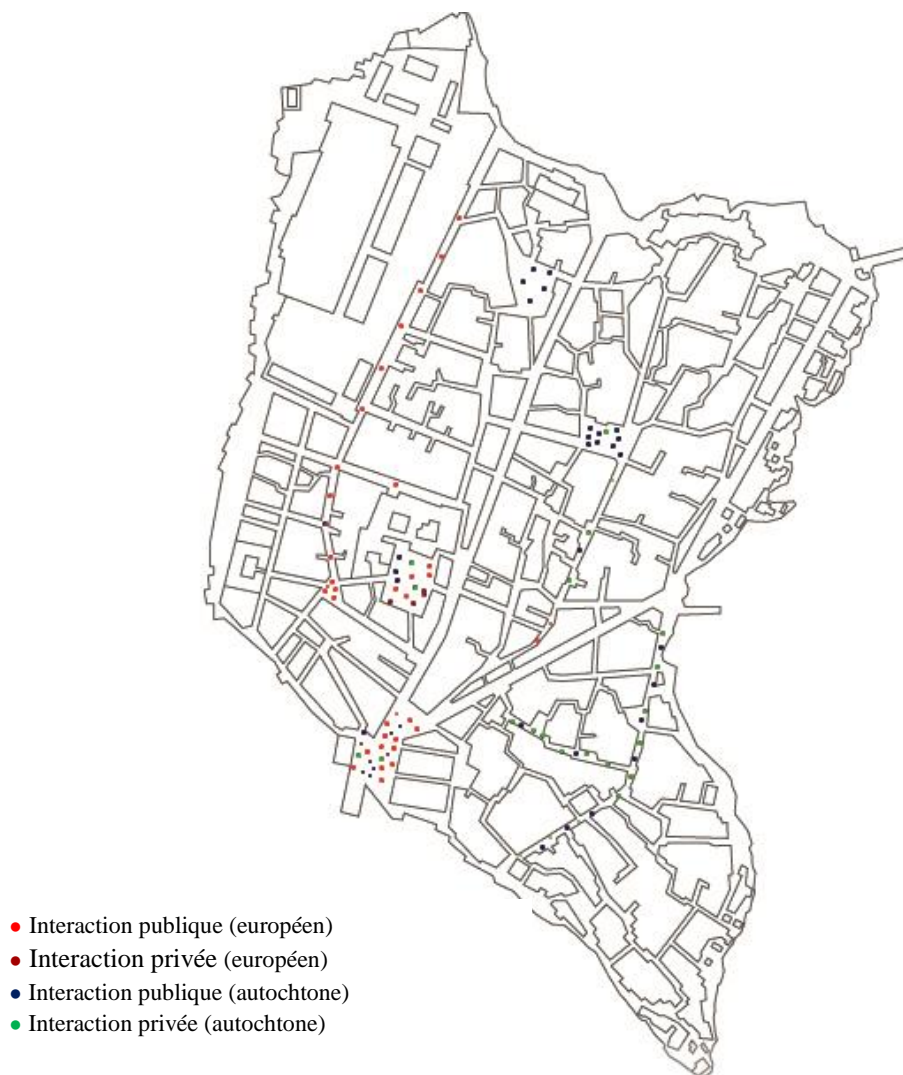 Interaction publique (européen)
Interaction privée (européen)
Interaction publique (autochtone)
Interaction privée (autochtone)